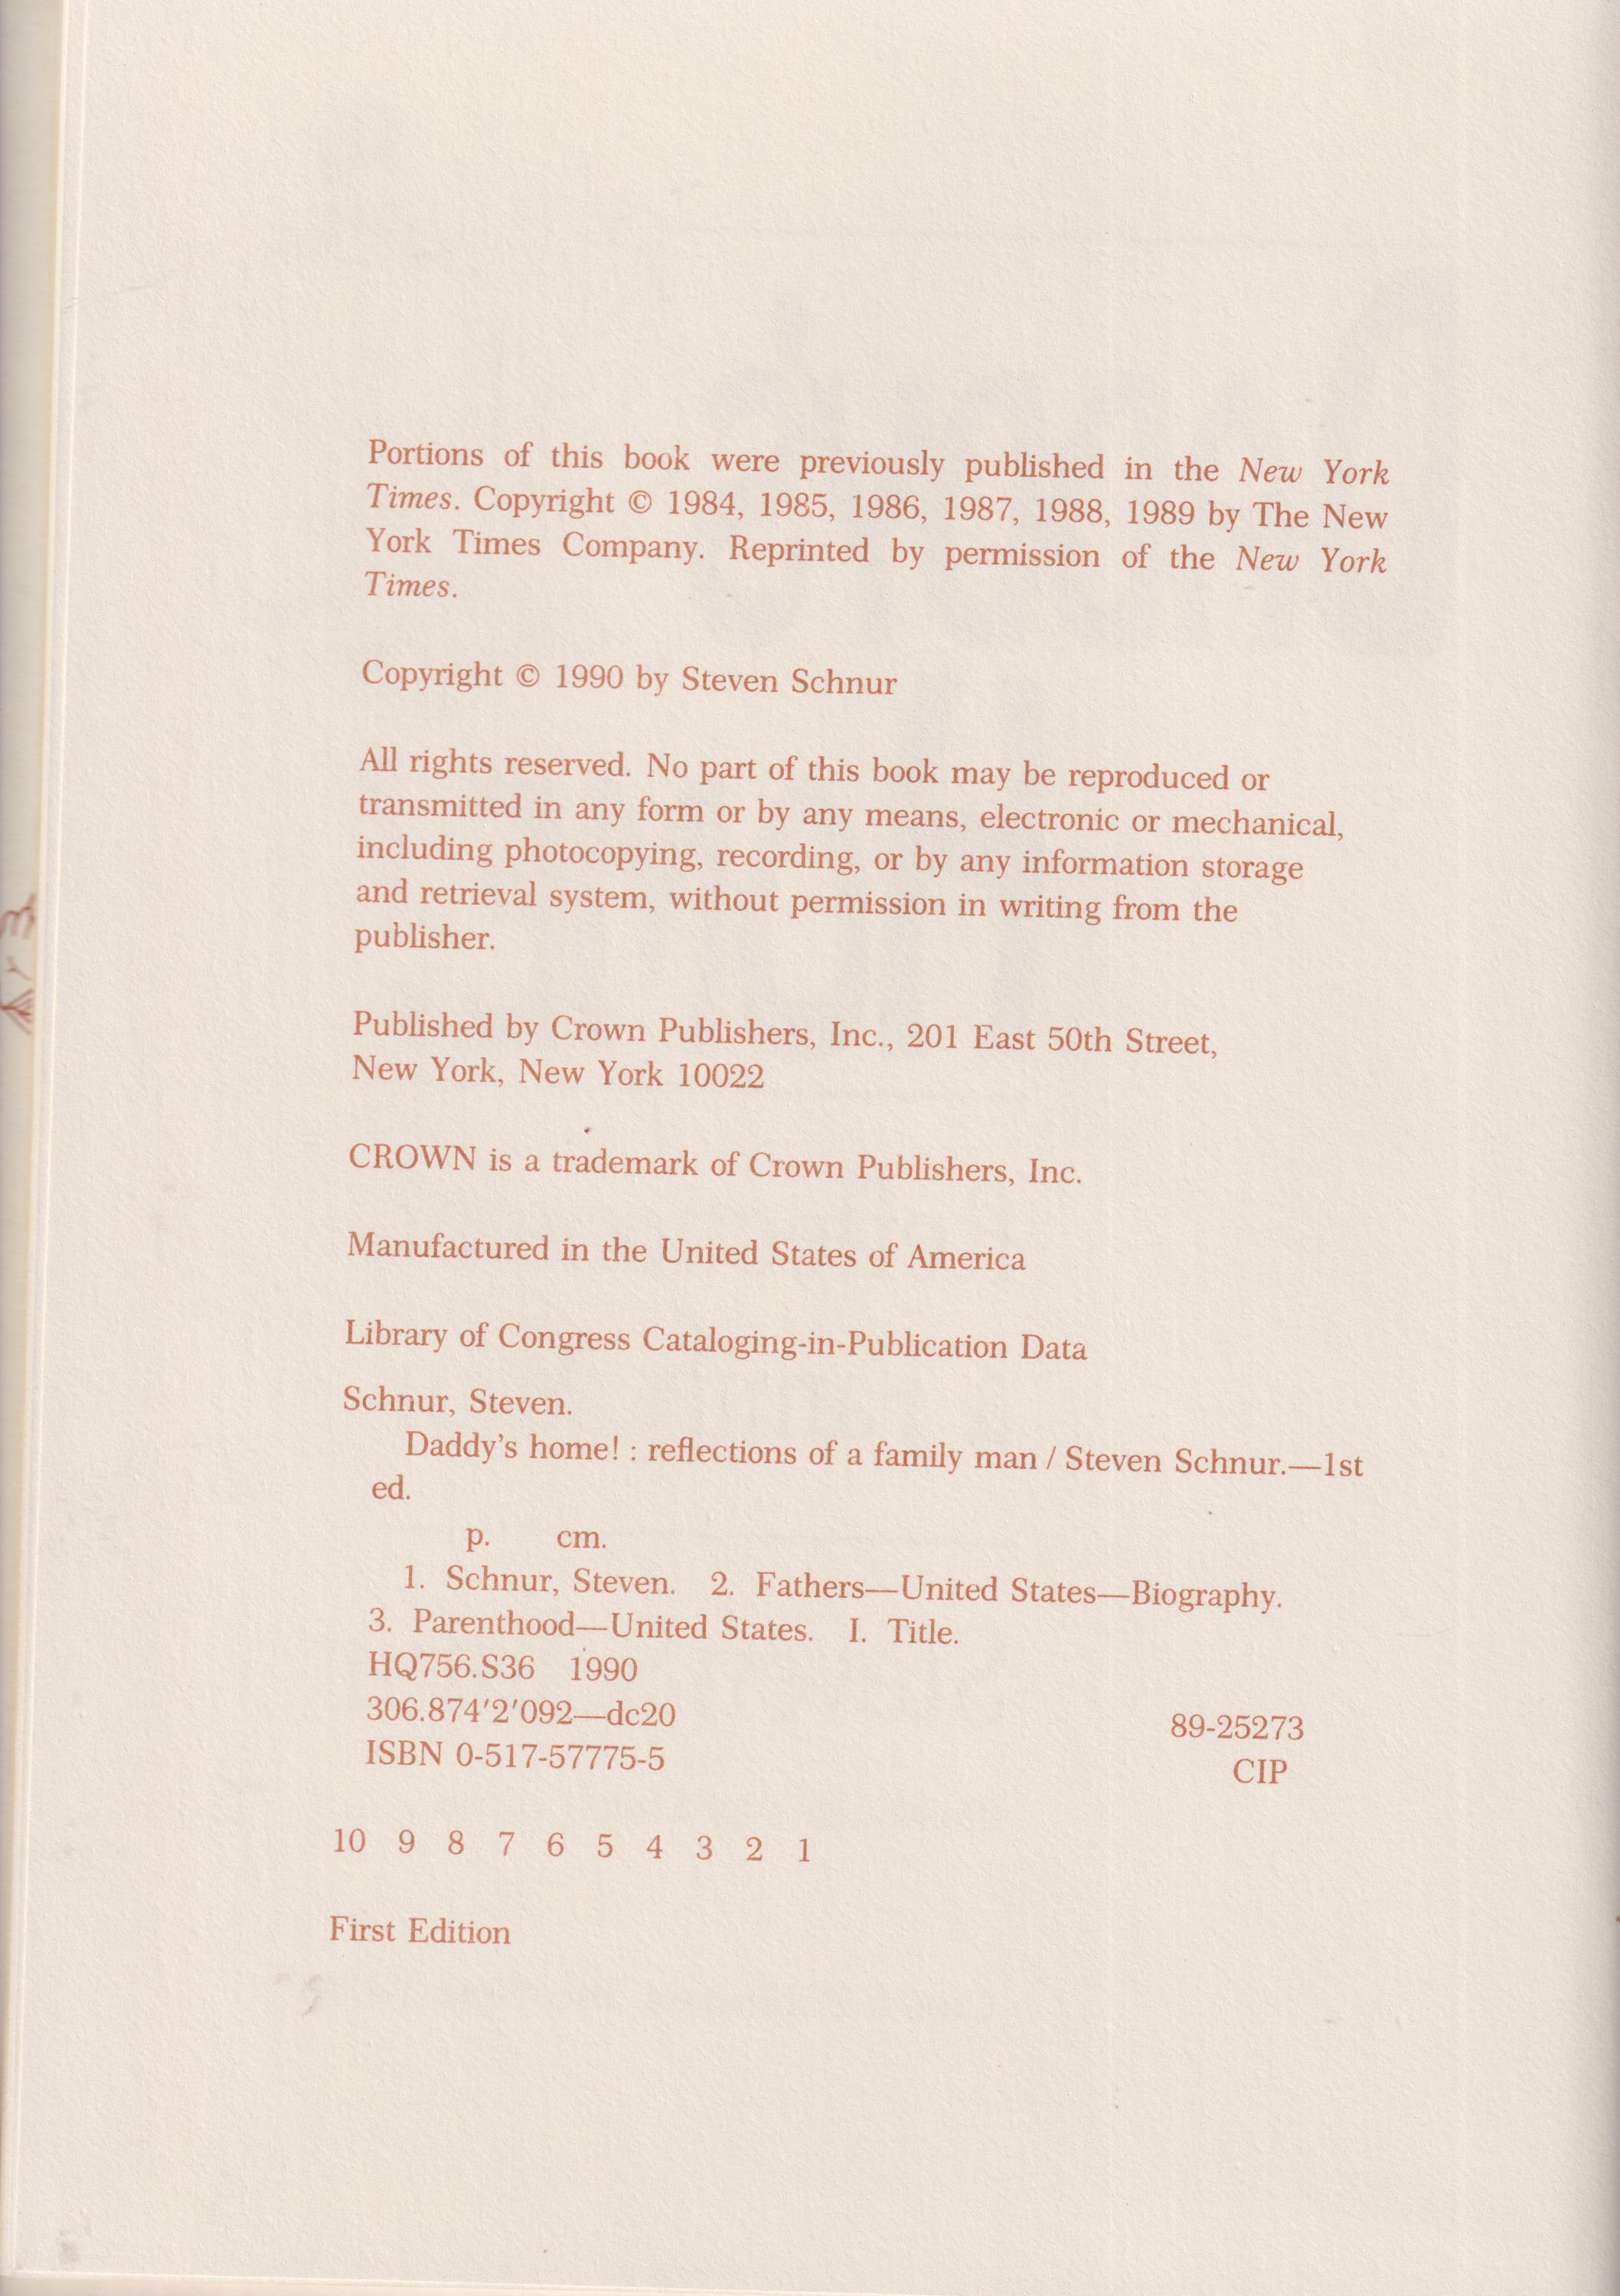 Portions of this book were previously published in the New York
Times. Copyright © 1984, 1985, 1986, 1987, 1988, 1989 by The New
York Times Company. Reprinted by permission of the New York
Times.
Copyright © 1990 by Steven Schnur
All rights reserved. No part of this book may be reproduced or
transmitted in any form or by any means, electronic or mechanical,
including photocopying, recording, or by any information storage
and retrieval system, without permission in writing from the
publisher.
Published by Crown Publishers, Inc., 201 East 50th Street,
New York, New York 10022
CROWN is a trademark of Crown Publishers, Inc.
Manufactured in the United States of America
Library of Congress Cataloging-in-Publication Data
Schnur, Steven.
Daddy's home! : reflections of a family man / Steven Schnur.—1st
ed.
p. cm.
1. Schnur, Steven. 2. Fathers—United States—Biography.
3. Parenthood—United States. I. Title.
HQ756.S36 1990
306.874'2'092—dc20 89-25273
ISBN 0-517-57775-5 CIP
10 9 8 7 6 5 4 3 2 1
First Edition